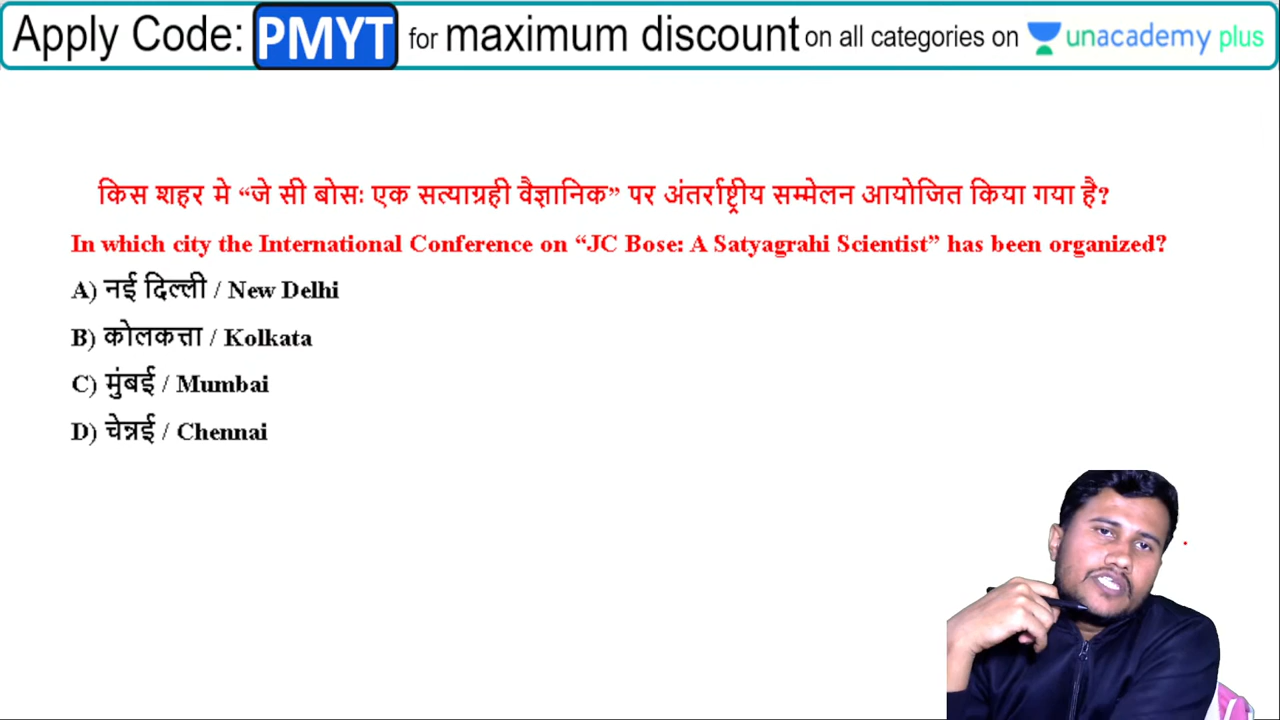 Apply Code: PMYT for maximum discount on all categories on unacademy plus
किस शहर मे “जे सी बोसः एक सत्याग्रही वैज्ञानिक” पर अंतर्राष्ट्रीय सम्मेलन आयोजित किया गया है?
In which city the International Conference on “JC Bose: A Satyagrahi Scientist” has been organized?
A) नई दिल्ली / New Delhi
B) कोलकत्ता / Kolkata
C) मुंबई / Mumbai
D) चेन्नई / Chennai